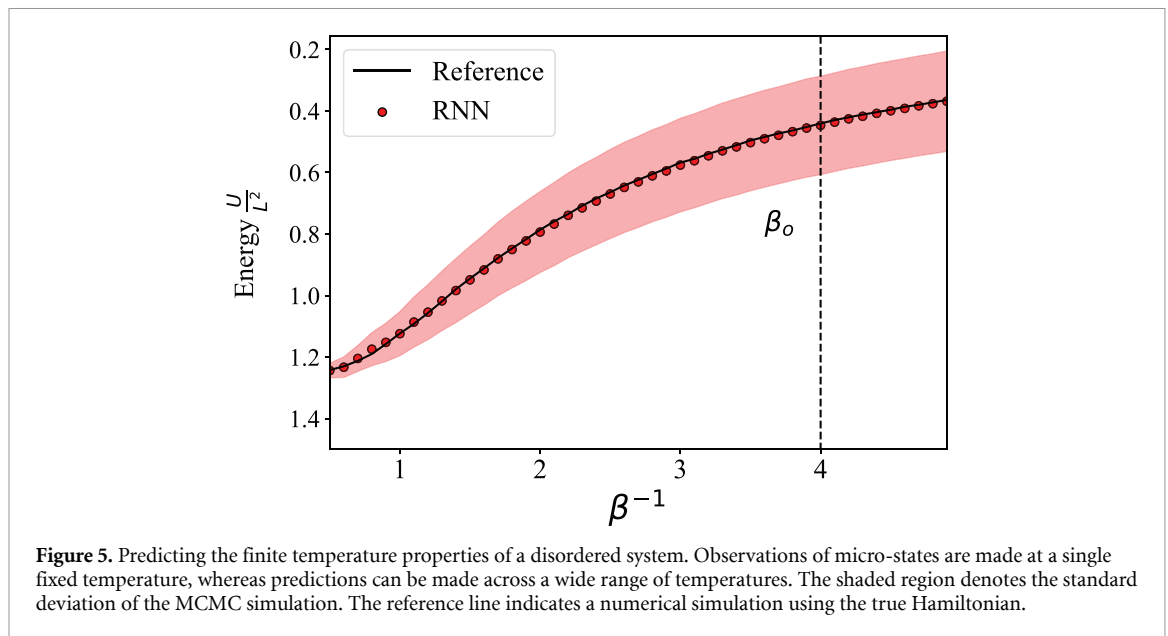 0.2
0.4
0.6
0.8
1.0
1.2
1.4
Energy U/L²
Reference
RNN
βₒ
1 2 3 4
β⁻¹
Figure 5. Predicting the finite temperature properties of a disordered system. Observations of micro-states are made at a single
fixed temperature, whereas predictions can be made across a wide range of temperatures. The shaded region denotes the standard
deviation of the MCMC simulation. The reference line indicates a numerical simulation using the true Hamiltonian.